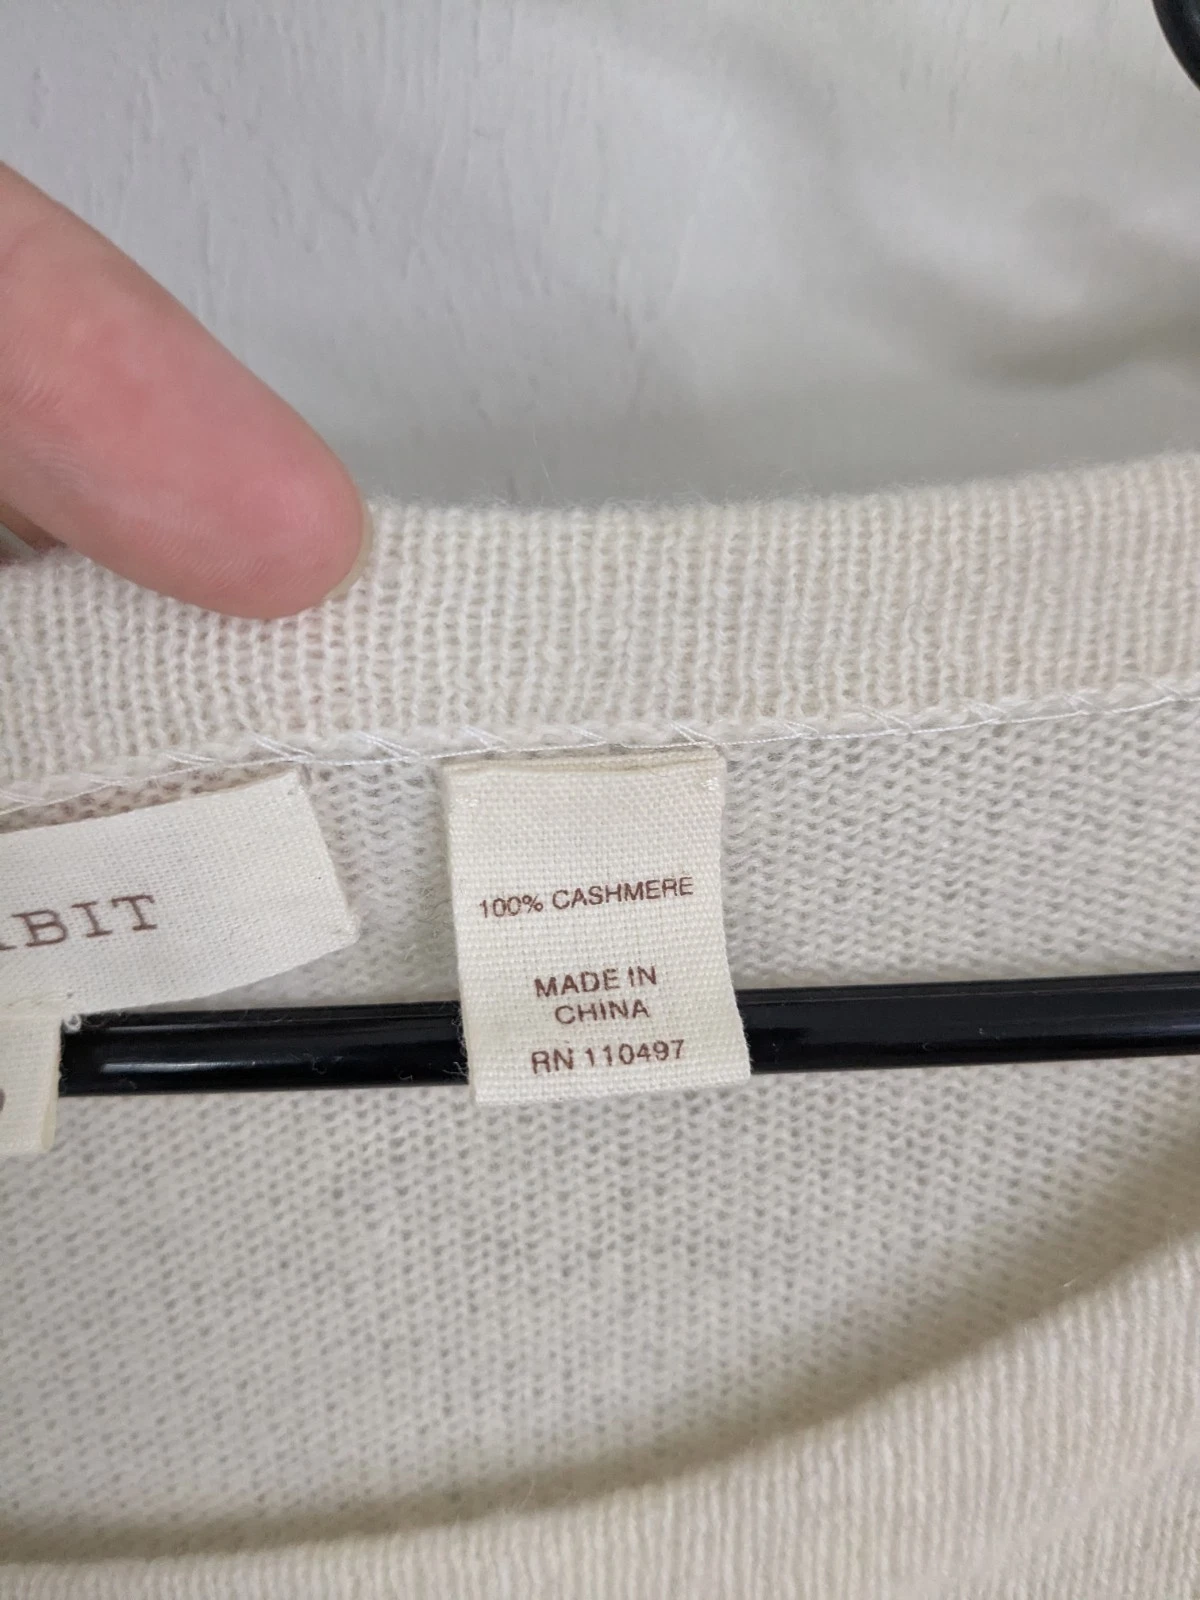 BIT
100% CASHMERE
MADE IN
CHINA
RN 110497